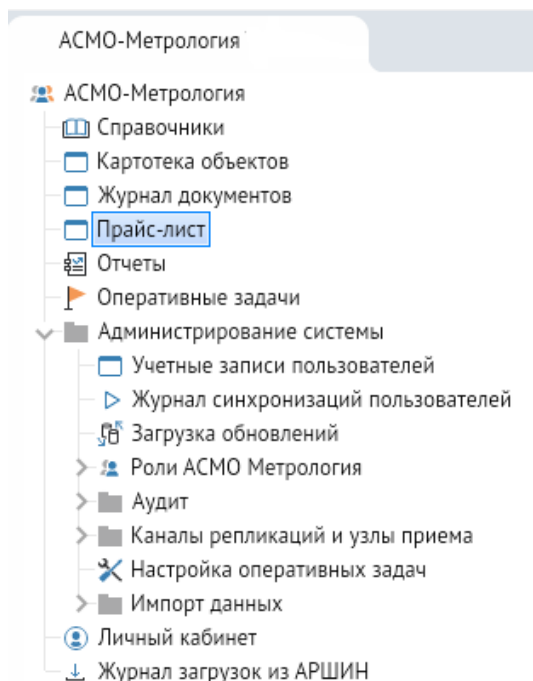 АСМО-Метрология
АСМО-Метрология
Справочники
Картотека объектов
Журнал документов
Прайс-лист
Отчеты
Оперативные задачи
Администрирование системы
Учетные записи пользователей
Журнал синхронизаций пользователей
Загрузка обновлений
Роли АСМО Метрология
Аудит
Каналы репликаций и узлы приема
Настройка оперативных задач
Импорт данных
Личный кабинет
Журнал загрузок из АРШИН